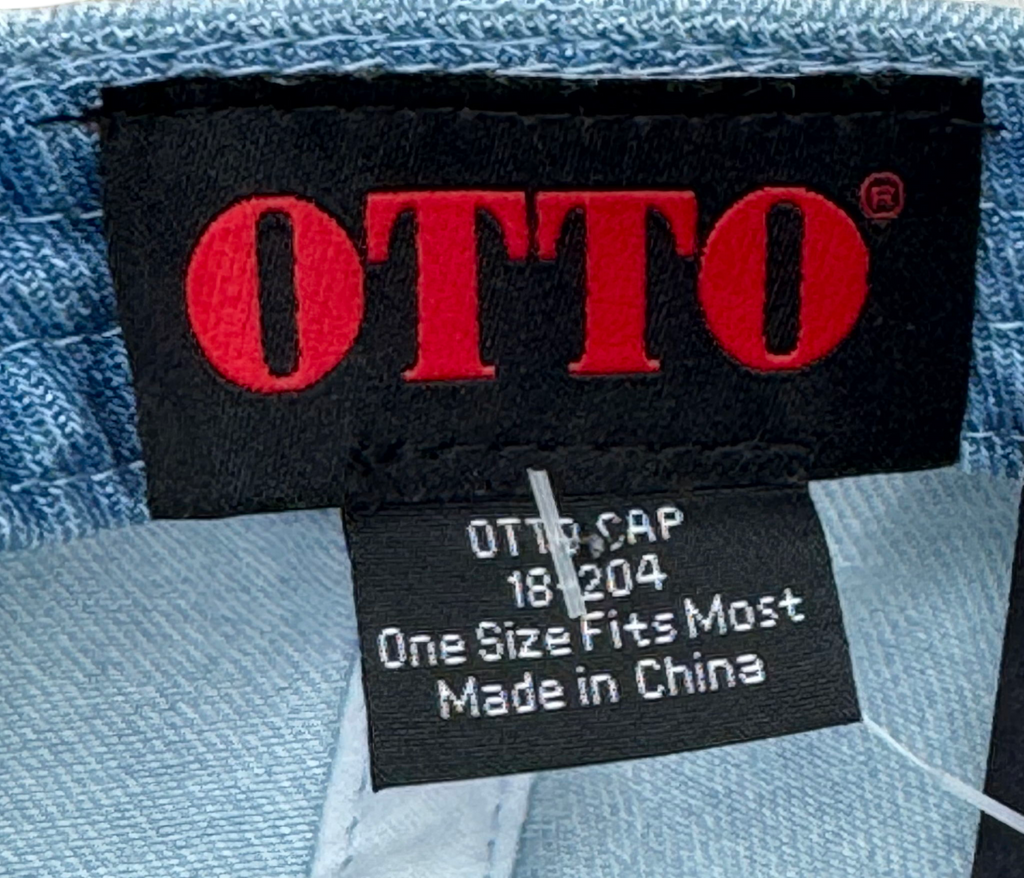 OTTO®
OTTO CAP
18-204
One Size Fits Most
Made in China